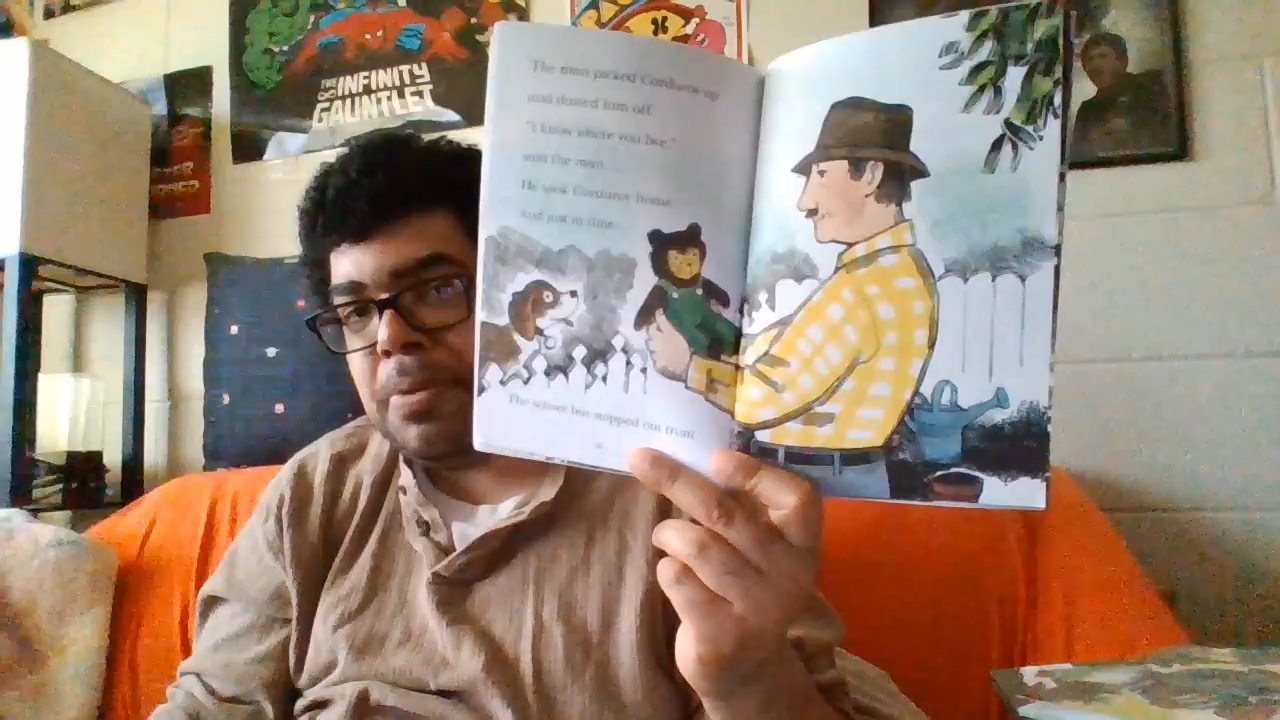 THE
INFINITY
GAUNTLET
The man picked Corduroy up
and dusted him off.
"I know where you live,"
said the man.
He took Corduroy home.
And just in time.
The school bus stopped out front.